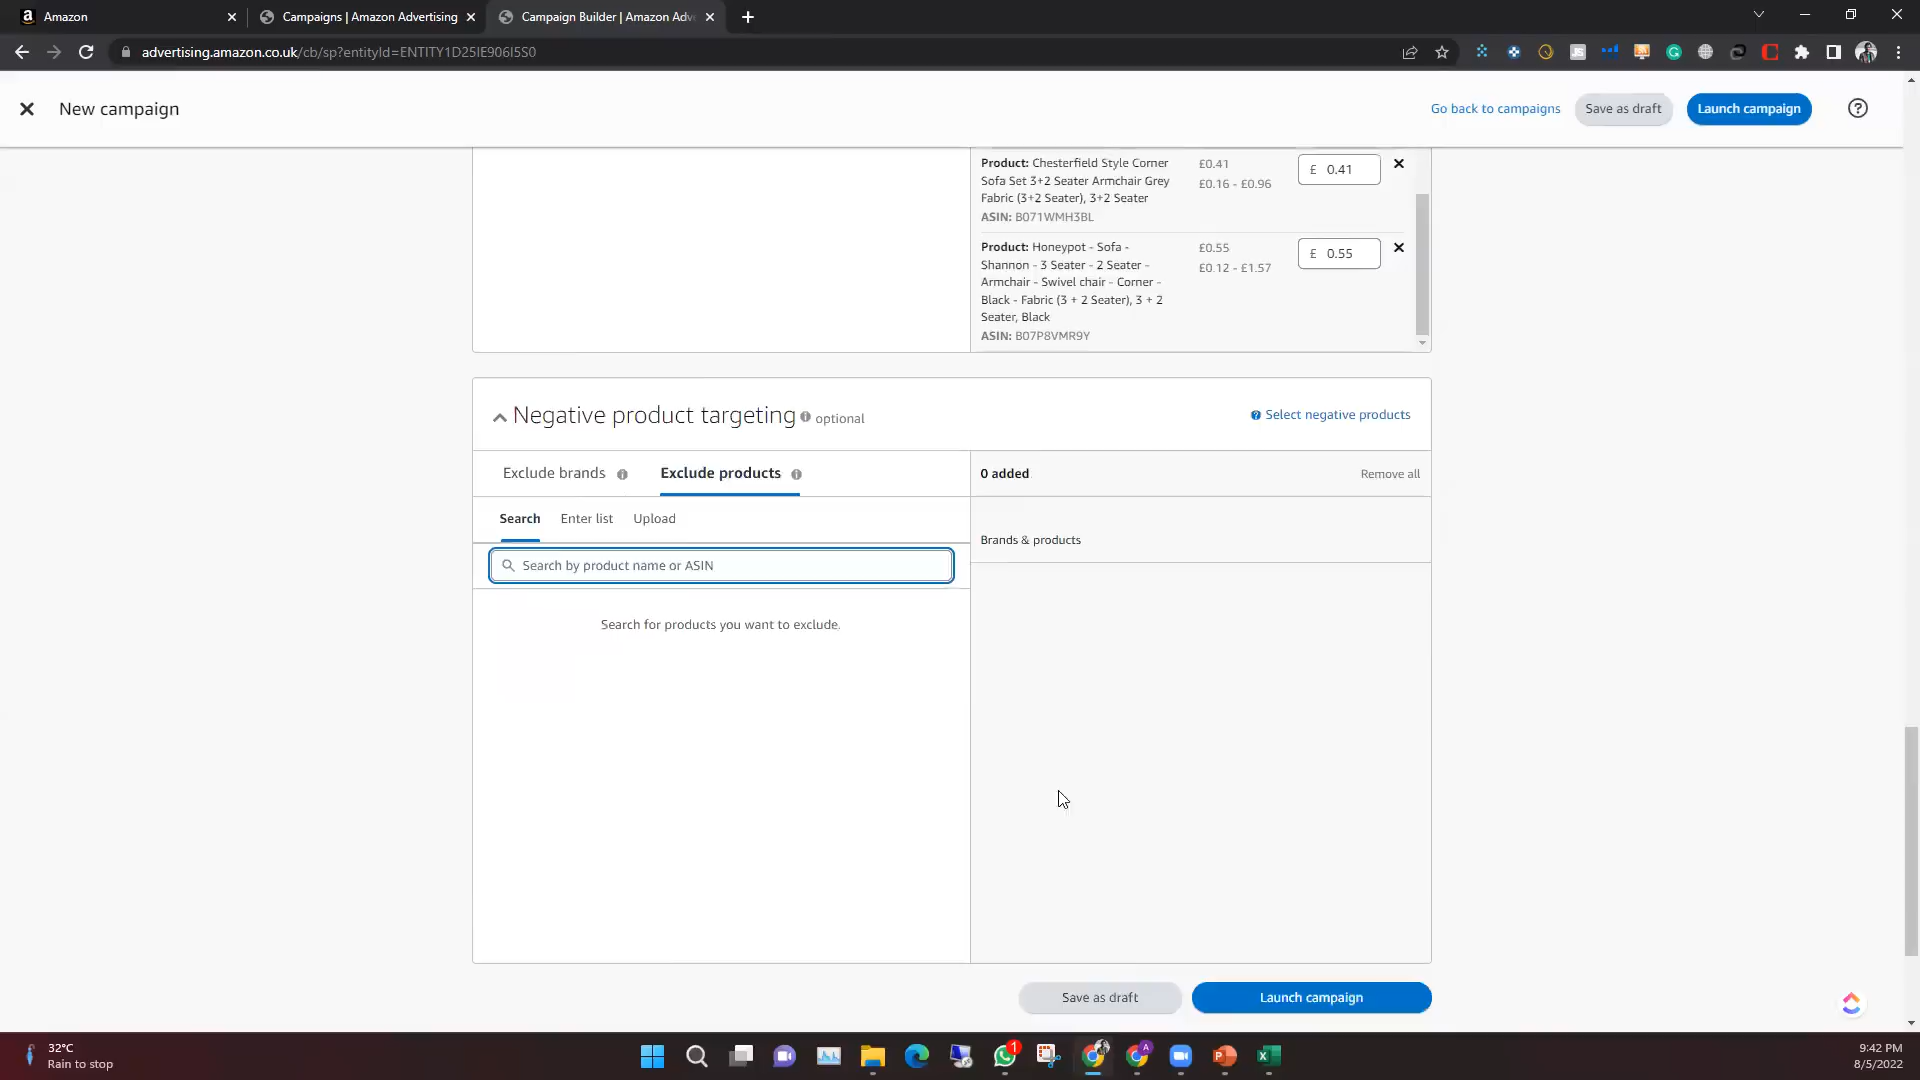 Amazon
Campaigns | Amazon Advertising
Campaign Builder | Amazon Adv
advertising.amazon.co.uk/cb/sp?entityId=ENTITY1D25IE906I5S0
New campaign
Go back to campaigns
Save as draft
Launch campaign
Product: Chesterfield Style Corner
Sofa Set 3+2 Seater Armchair Grey
Fabric (3+2 Seater), 3+2 Seater
ASIN: B071WMH3BL
£0.41
£0.16 - £0.96
£ 0.41
Product: Honeypot - Sofa -
Shannon - 3 Seater - 2 Seater -
Armchair - Swivel chair - Corner -
Black - Fabric (3 + 2 Seater), 3 + 2
Seater, Black
ASIN: B07P8VMR9Y
£0.55
£0.12 - £1.57
£ 0.55
Negative product targeting optional
Select negative products
Exclude brands
Exclude products
0 added
Remove all
Search
Enter list
Upload
Brands & products
Search by product name or ASIN
Search for products you want to exclude.
Save as draft
Launch campaign
32°C
Rain to stop
1
A
9:42 PM
8/5/2022